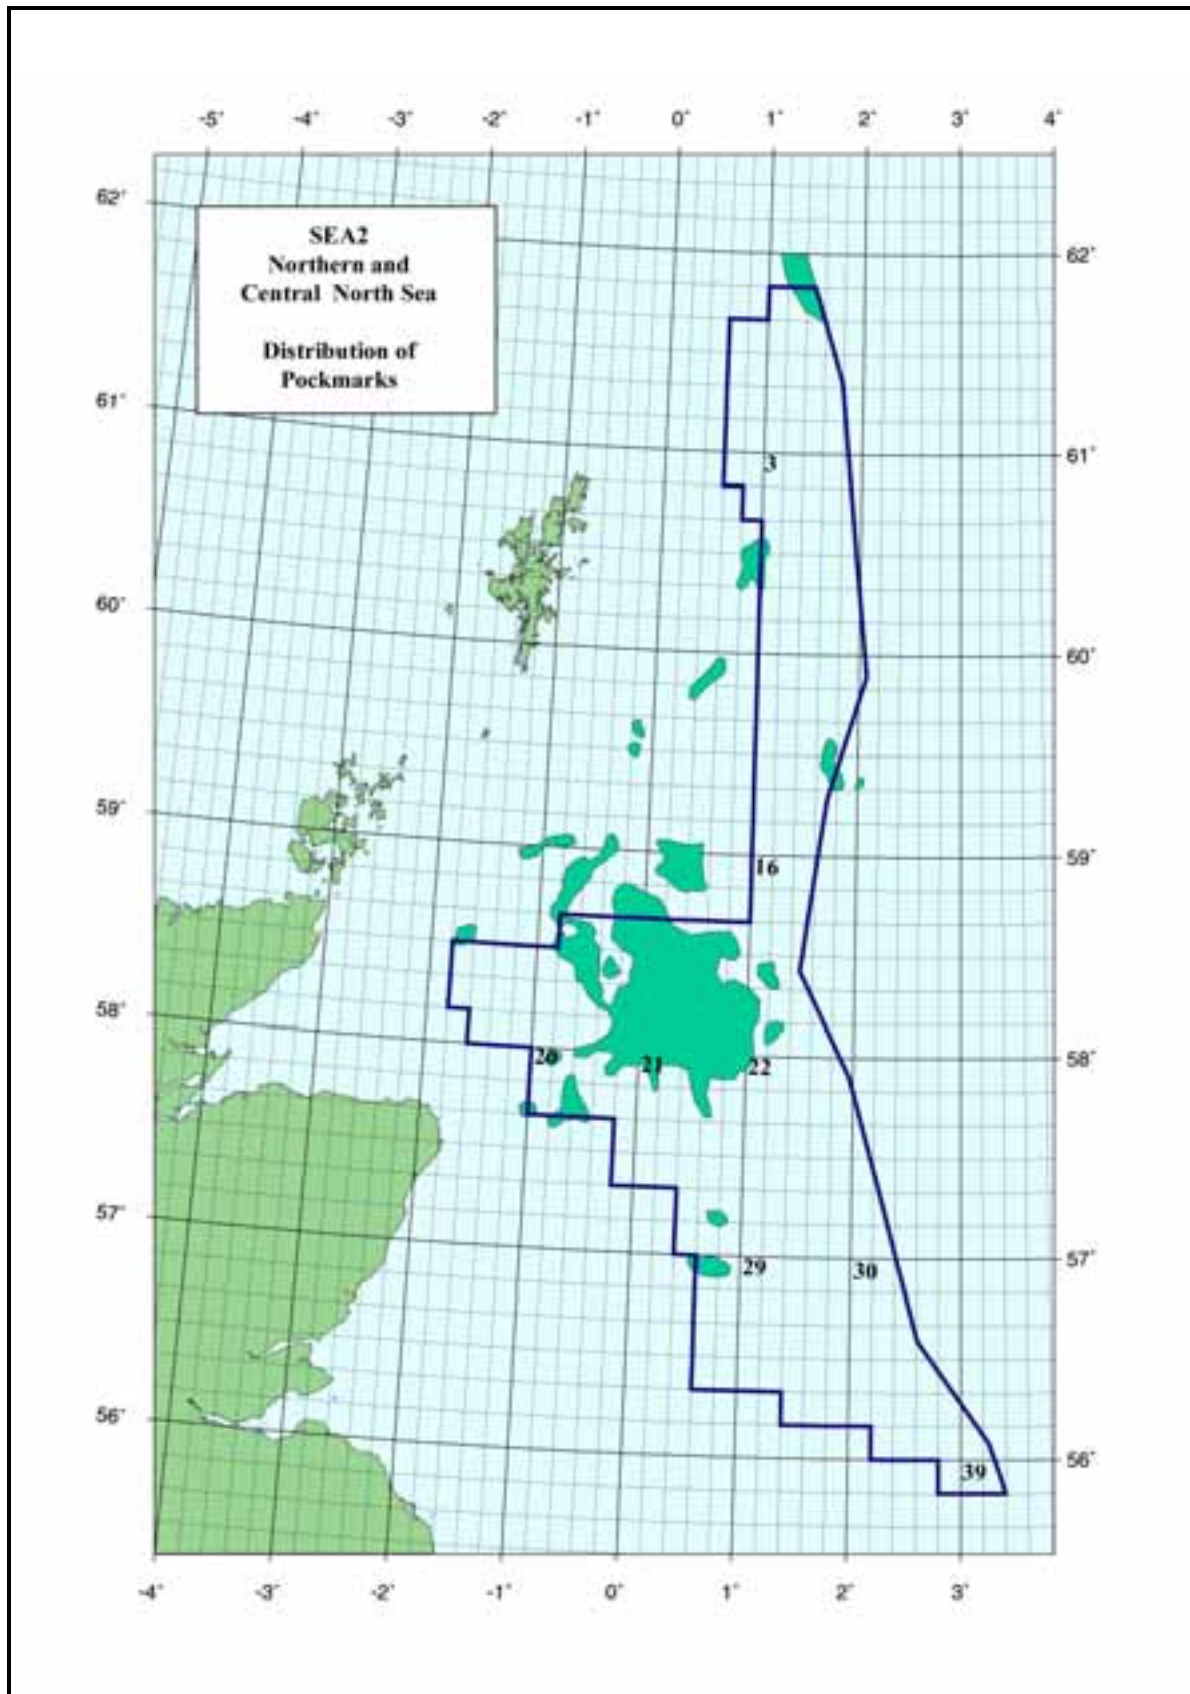 -5° -4° -3° -2° -1° 0° 1° 2° 3° 4°
62°
SEA2
Northern and
Central North Sea
Distribution of
Pockmarks
62°
61°
61°
3
60°
60°
59°
59°
16
58°
58°
20 21 22
57°
57°
29 30
56°
56°
39
-4° -3° -2° -1° 0° 1° 2° 3°